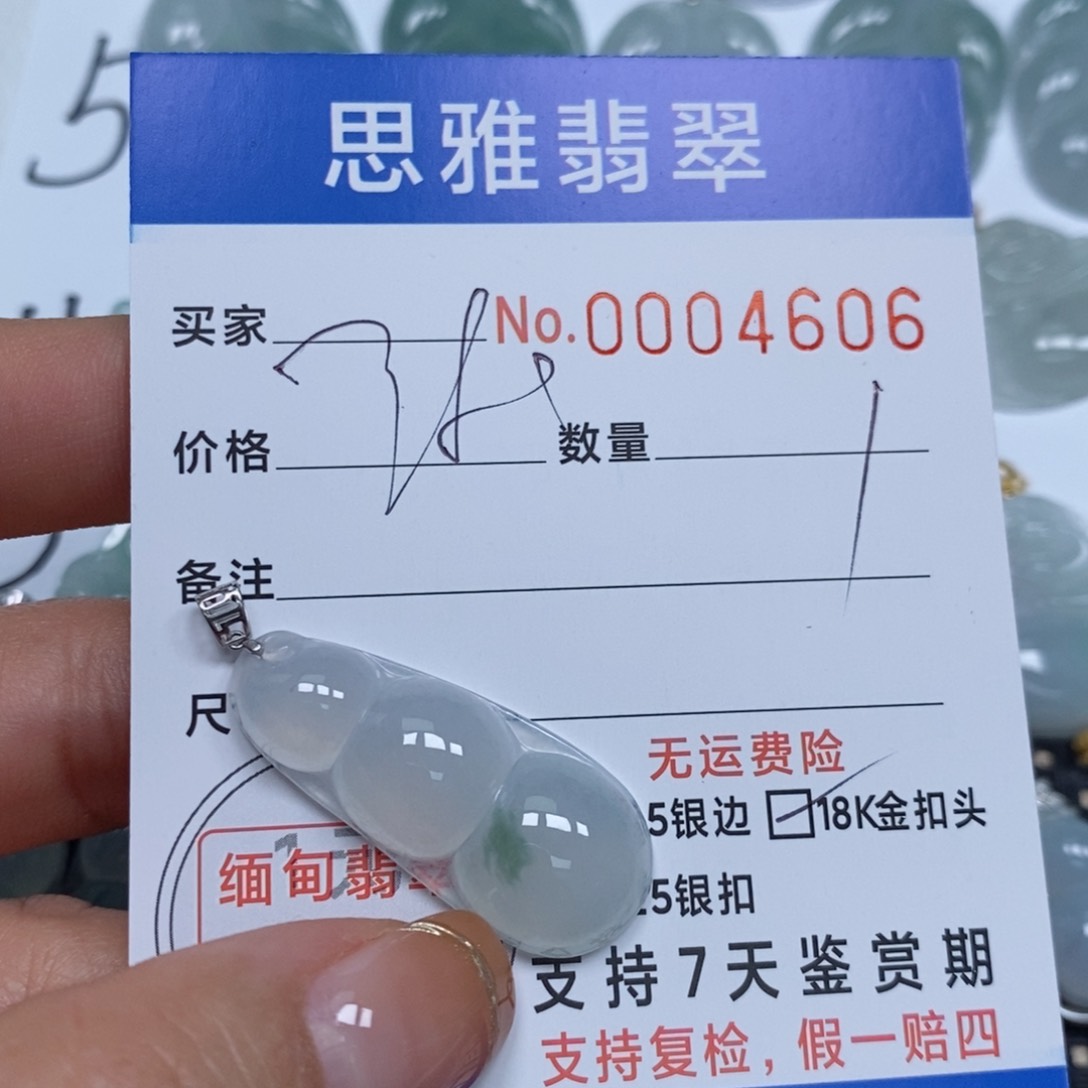 5
思雅翡翠
买家 No.0004606
价格 数量 1
备注
尺
无运费险
5银边 18K金扣头
缅甸翡翠
5银扣
支持7天鉴赏期
支持复检,假一赔四